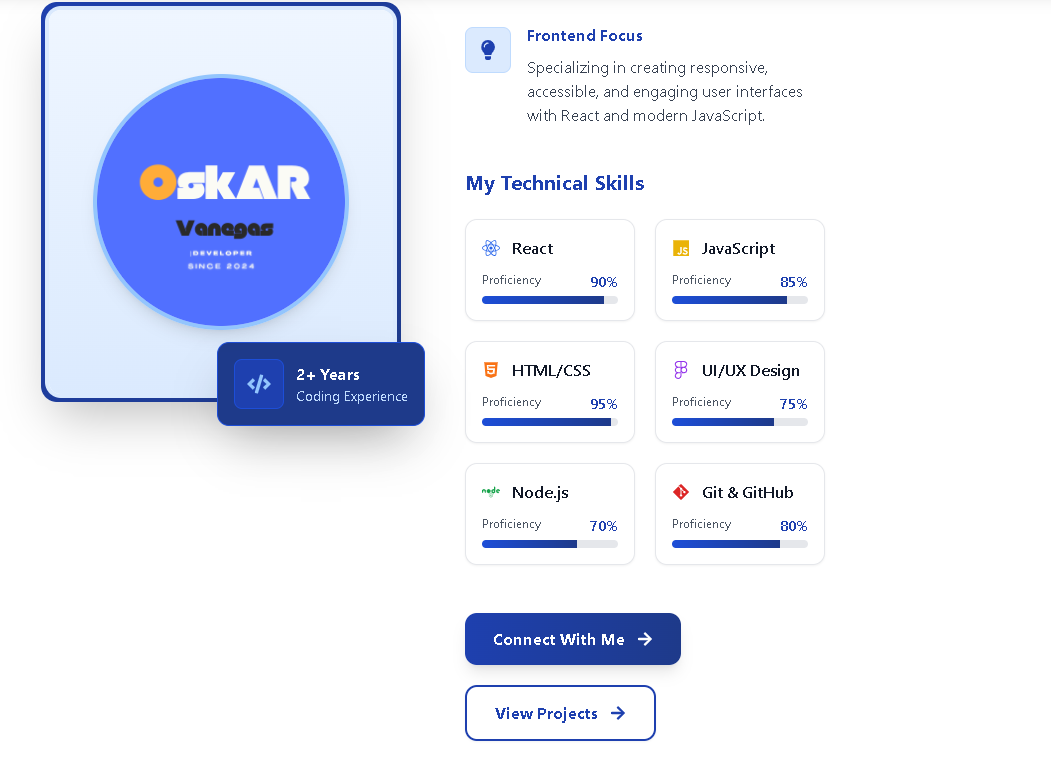 OskAR
Vanegas
DEVELOPER
SINCE 2024
2+ Years
Coding Experience
Frontend Focus
Specializing in creating responsive,
accessible, and engaging user interfaces
with React and modern JavaScript.
My Technical Skills
React
Proficiency 90%
JS
JavaScript
Proficiency 85%
HTML/CSS
Proficiency 95%
UI/UX Design
Proficiency 75%
node
Node.js
Proficiency 70%
Git & GitHub
Proficiency 80%
Connect With Me
View Projects